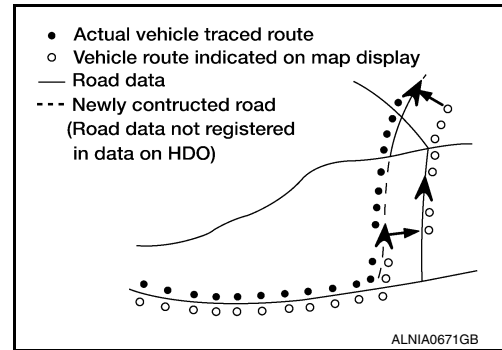 ● Actual vehicle traced route
○ Vehicle route indicated on map display
— Road data
--- Newly contructed road
(Road data not registered
in data on HDO)
ALNIA0671GB